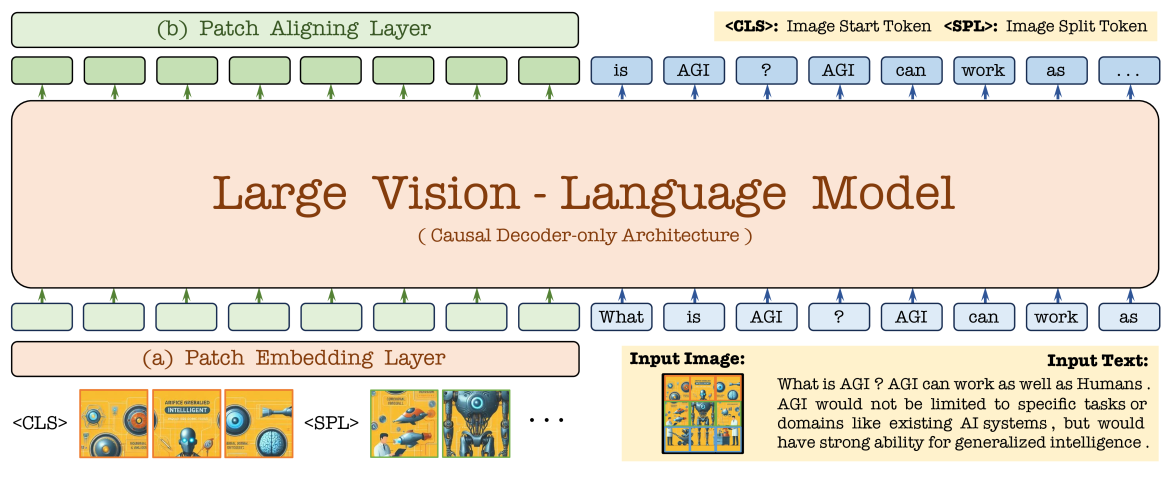 (b) Patch Aligning Layer
<CLS>: Image Start Token <SPL>: Image Split Token
is AGI ? AGI can work as ...
Large Vision - Language Model
( Causal Decoder-only Architecture )
What is AGI ? AGI can work as
(a) Patch Embedding Layer
<CLS>
INTELLIGENT
<SPL>
...
Input Image:
Input Text:
What is AGI ? AGI can work as well as Humans .
AGI would not be limited to specific tasks or
domains like existing AI systems , but would
have strong ability for generalized intelligence .